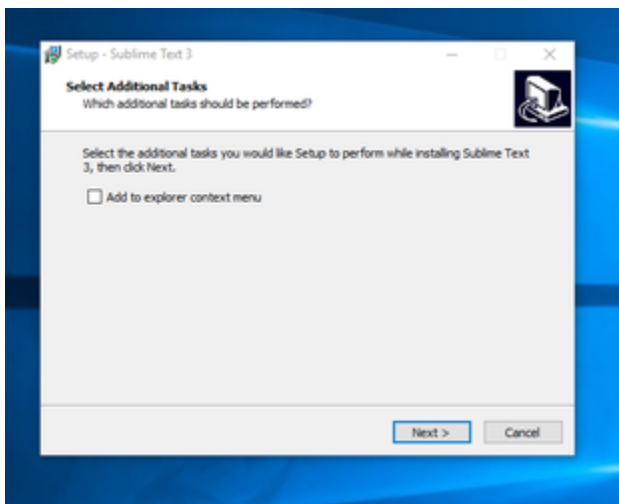 Setup - Sublime Text 3
Select Additional Tasks
Which additional tasks should be performed?
Select the additional tasks you would like Setup to perform while installing Sublime Text
3, then click Next.
Add to explorer context menu
Next >
Cancel